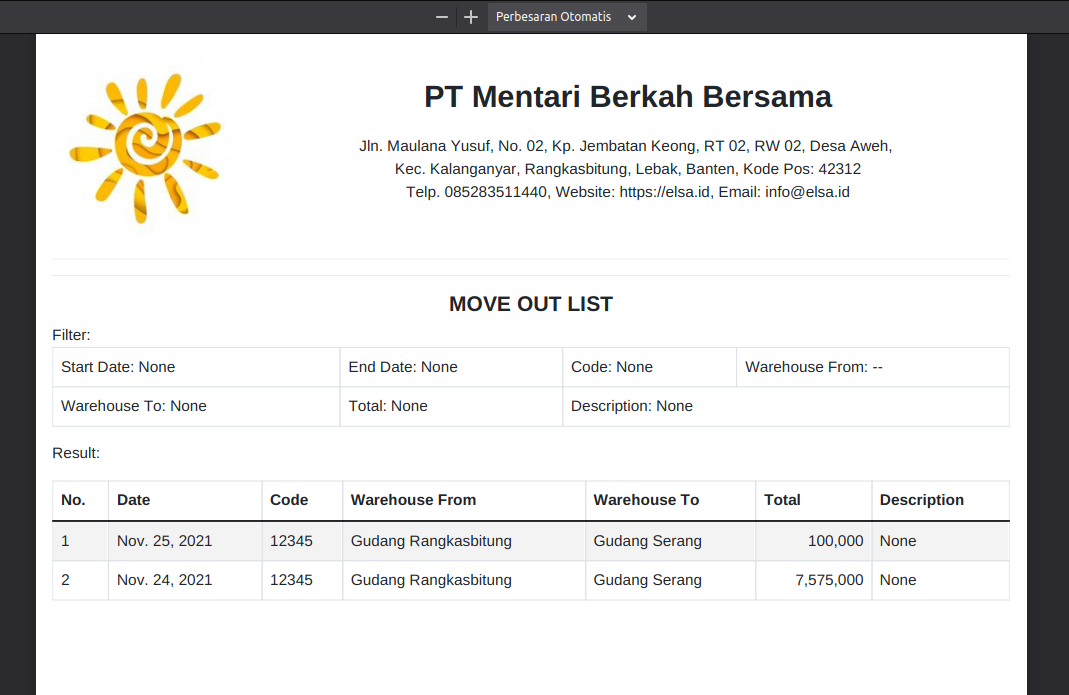 Perbesaran Otomatis
PT Mentari Berkah Bersama
Jln. Maulana Yusuf, No. 02, Kp. Jembatan Keong, RT 02, RW 02, Desa Aweh,
Kec. Kalanganyar, Rangkasbitung, Lebak, Banten, Kode Pos: 42312
Telp. 085283511440, Website: https://elsa.id, Email: info@elsa.id
MOVE OUT LIST
Filter:
Start Date: None End Date: None Code: None Warehouse From: --
Warehouse To: None Total: None Description: None
Result:
No. Date Code Warehouse From Warehouse To Total Description
1 Nov. 25, 2021 12345 Gudang Rangkasbitung Gudang Serang 100,000 None
2 Nov. 24, 2021 12345 Gudang Rangkasbitung Gudang Serang 7,575,000 None